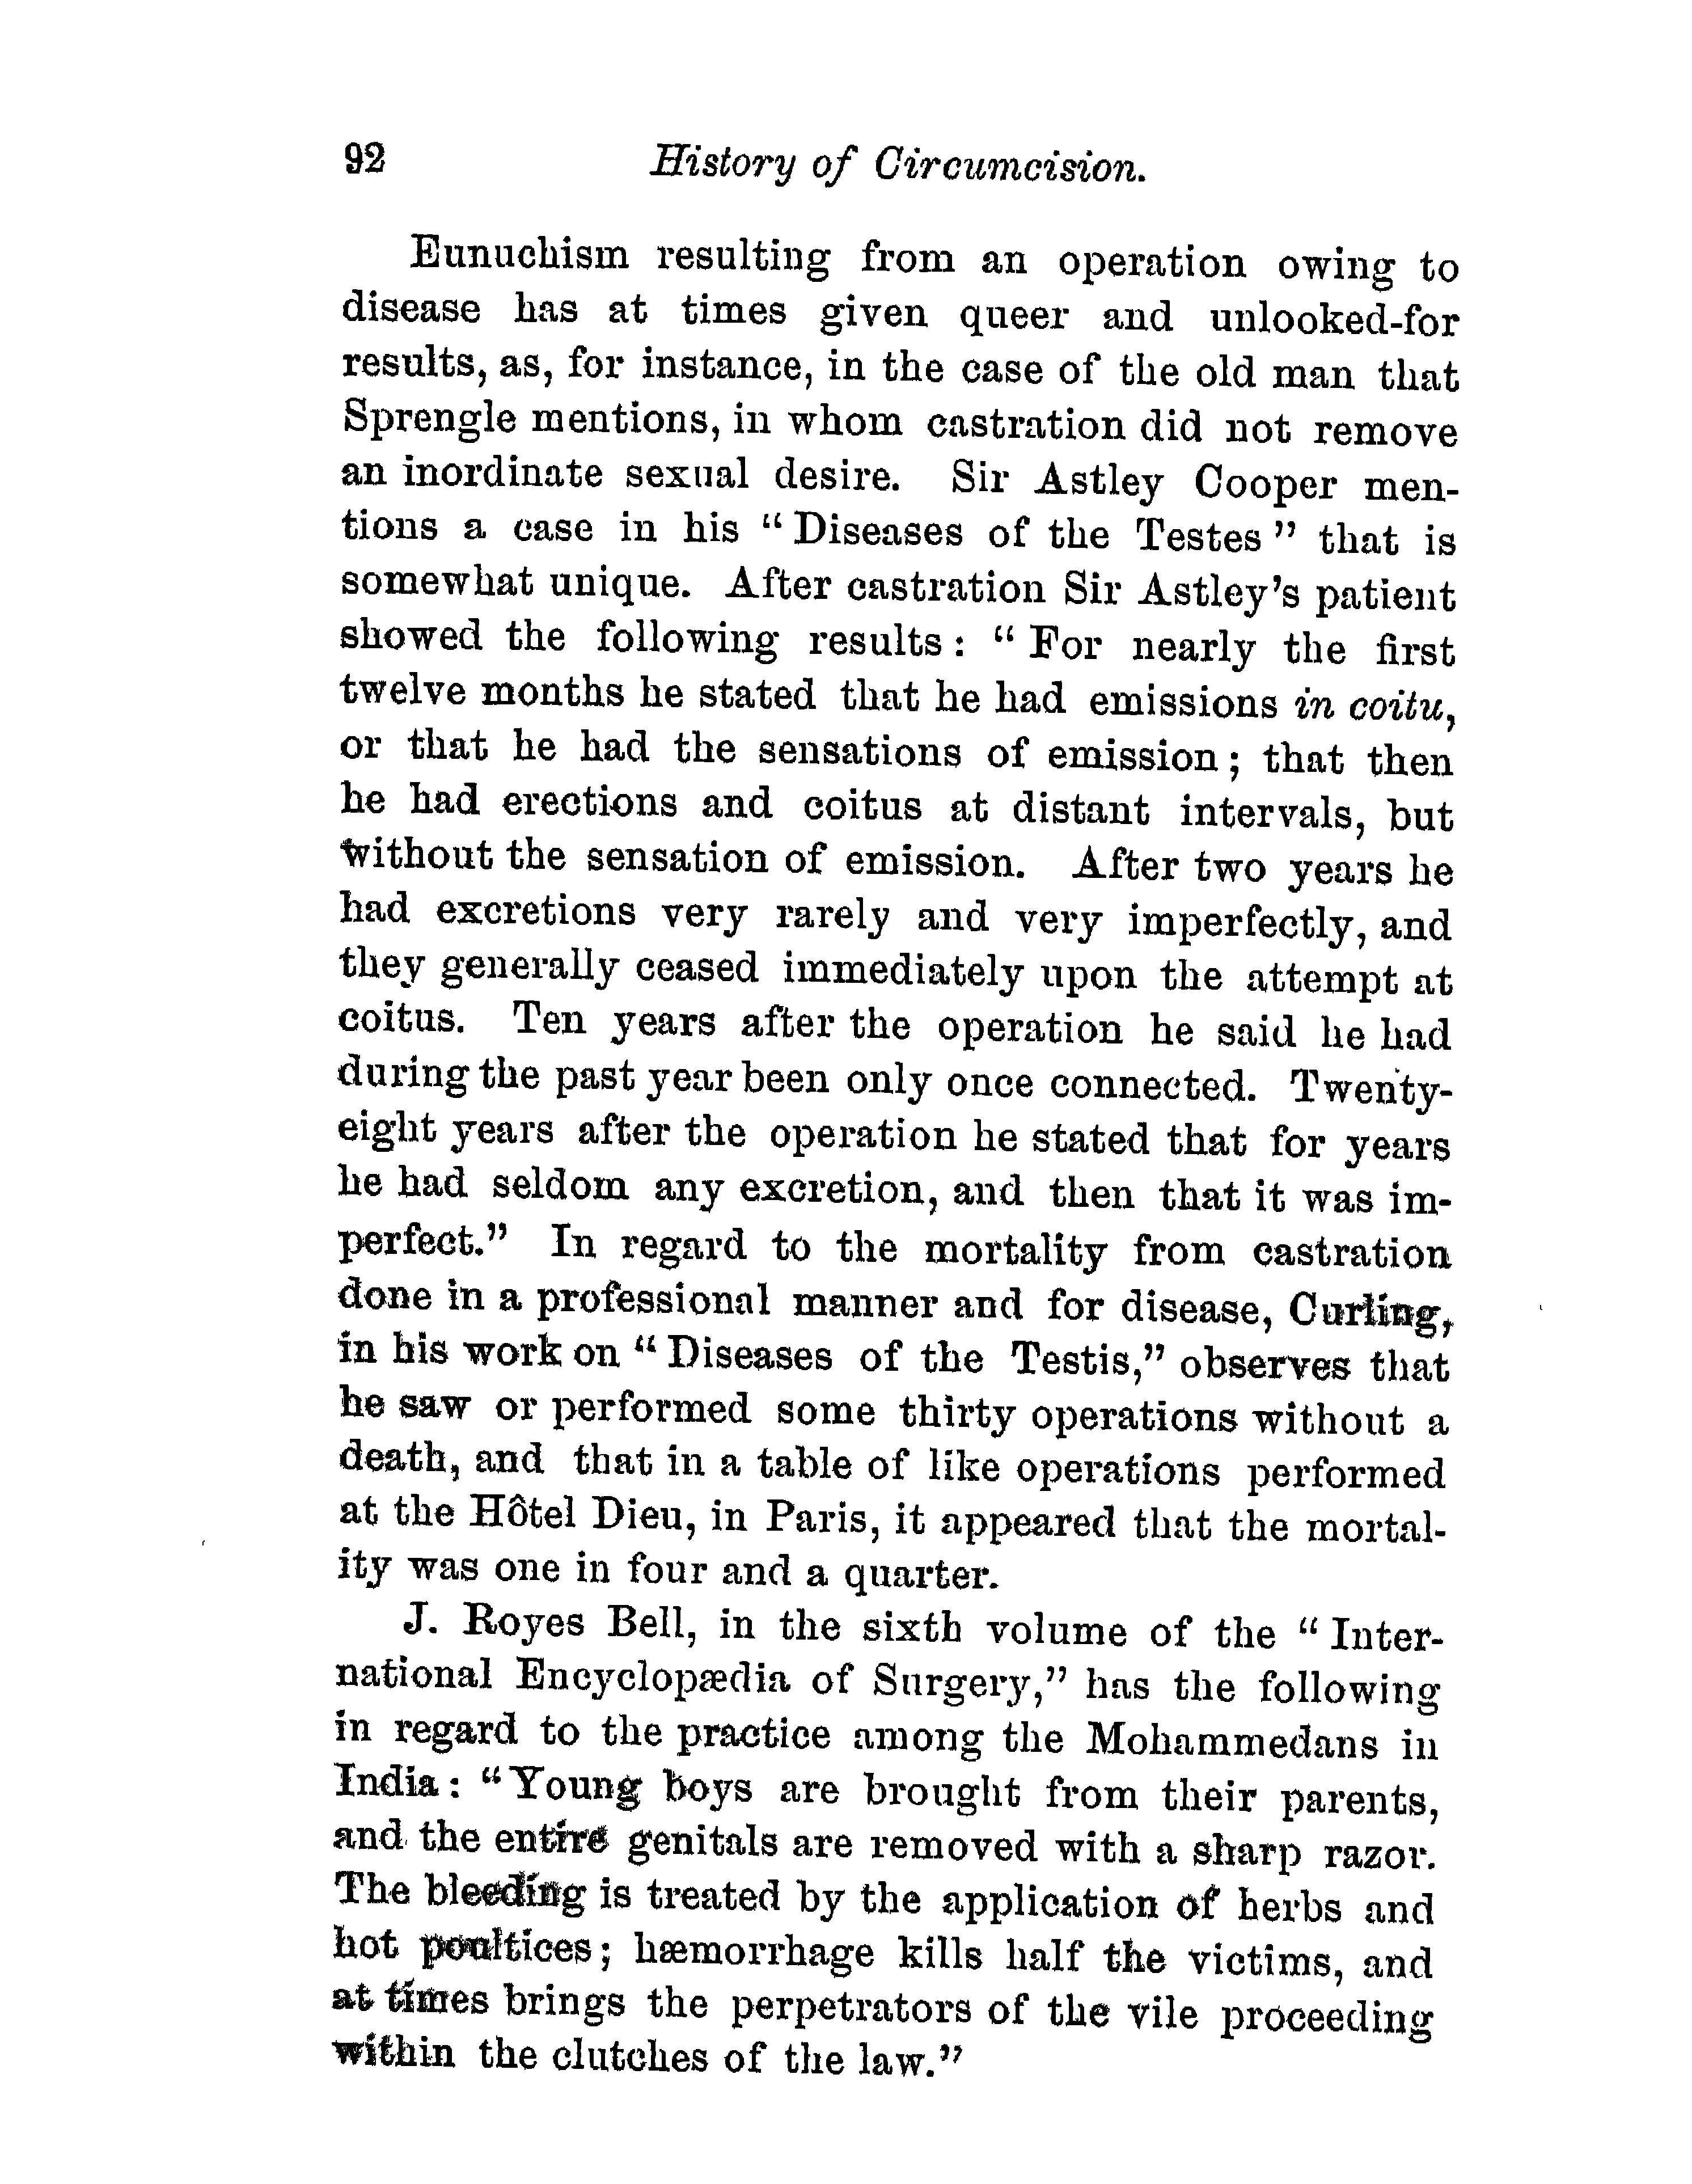 92 History of Circumcision.
Eunuchism resulting from an operation owing to
disease has at times given queer and unlooked-for
results, as, for instance, in the case of the old man that
Sprengle mentions, in whom castration did not remove
an inordinate sexual desire. Sir Astley Cooper men-
tions a case in his “Diseases of the Testes” that is
somewhat unique. After castration Sir Astley’s patient
showed the following results: “For nearly the first
twelve months he stated that he had emissions in coitu,
or that he had the sensations of emission; that then
he had erections and coitus at distant intervals, but
without the sensation of emission. After two years he
had excretions very rarely and very imperfectly, and
they generally ceased immediately upon the attempt at
coitus. Ten years after the operation he said he had
during the past year been only once connected. Twenty-
eight years after the operation he stated that for years
he had seldom any excretion, and then that it was im-
perfect.” In regard to the mortality from castration
done in a professional manner and for disease, Curling,
in his work on “Diseases of the Testis,” observes that
he saw or performed some thirty operations without a
death, and that in a table of like operations performed
at the Hôtel Dieu, in Paris, it appeared that the mortal-
ity was one in four and a quarter.
J. Royes Bell, in the sixth volume of the “Inter-
national Encyclopædia of Surgery,” has the following
in regard to the practice among the Mohammedans in
India: “Young boys are brought from their parents,
and the entire genitals are removed with a sharp razor.
The bleeding is treated by the application of herbs and
hot poultices; hæmorrhage kills half the victims, and
at times brings the perpetrators of the vile proceeding
within the clutches of the law.”